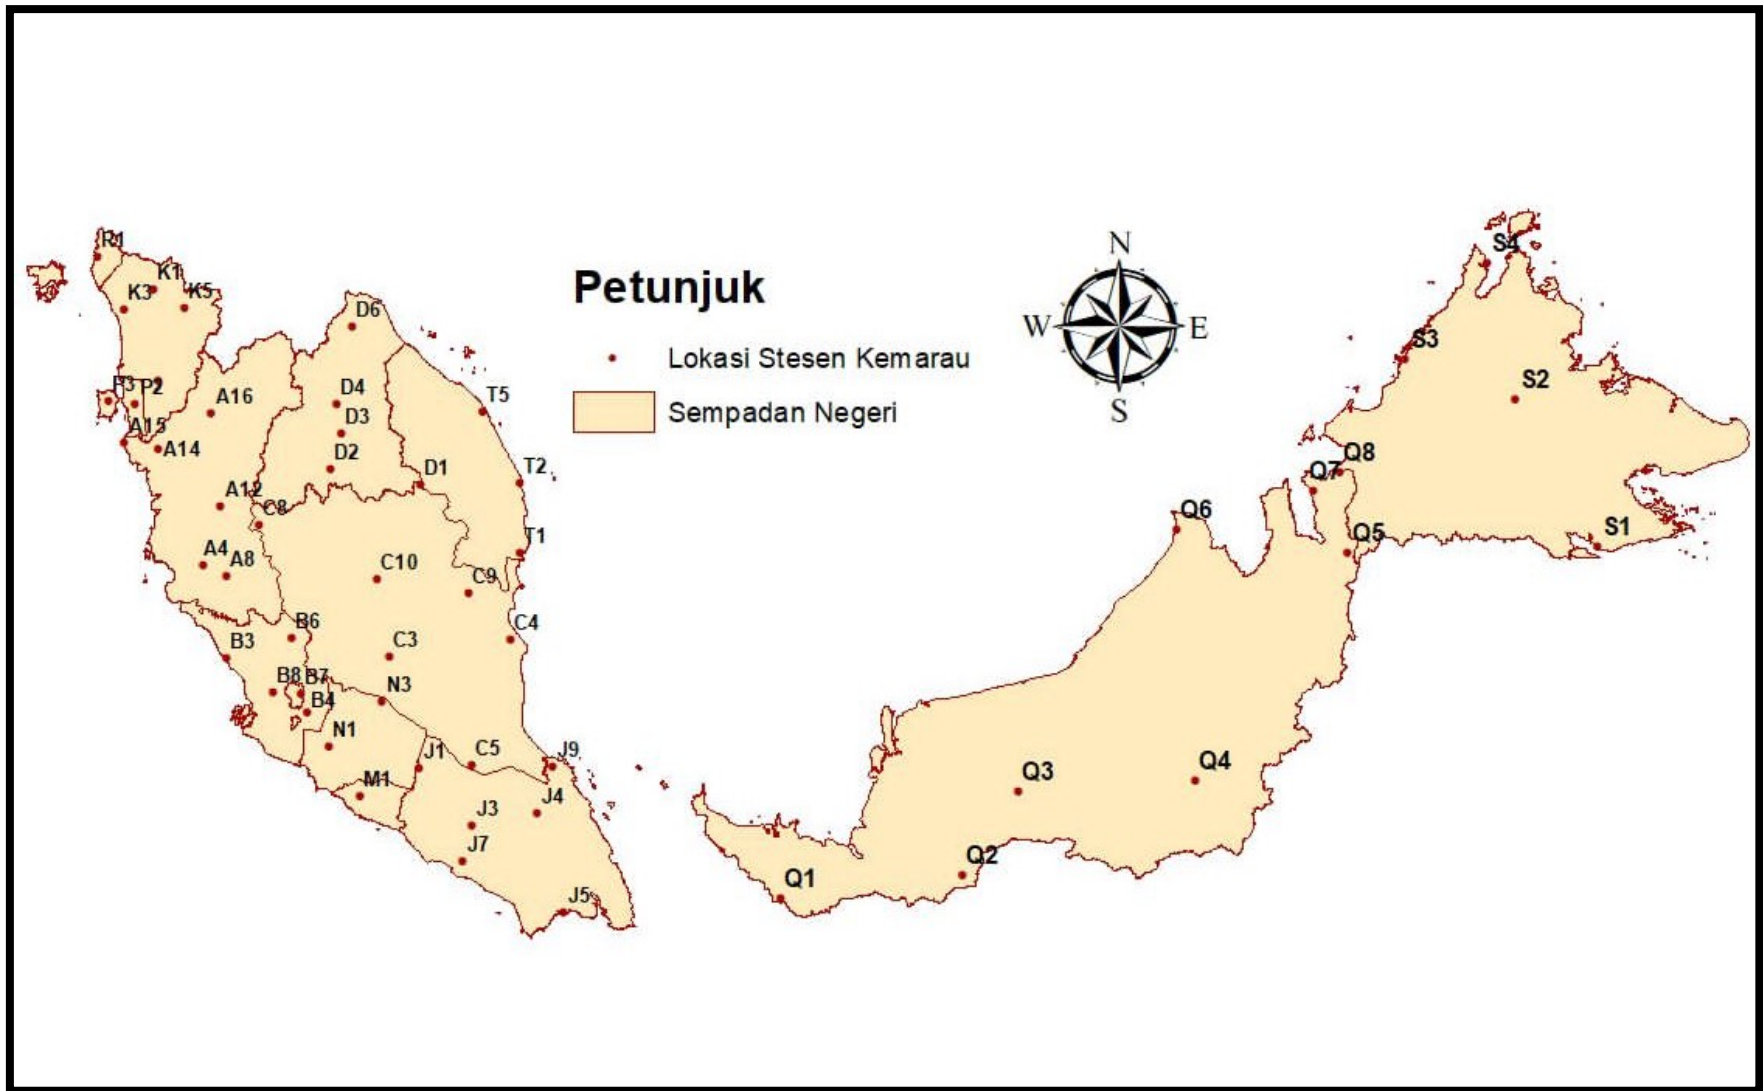 R1
K1
K3
K5
P3
P2
A16
A15
A14
A12
C8
A4
A8
D6
D4
D3
D2
D1
T5
T2
T1
C10
C9
C4
C3
B6
B3
B8
B7
B4
N3
N1
M1
J1
C5
J9
J3
J4
J7
J5
Petunjuk
Lokasi Stesen Kemarau
Sempadan Negeri
N
W
E
S
S4
S3
S2
S1
Q8
Q7
Q6
Q5
Q4
Q3
Q2
Q1